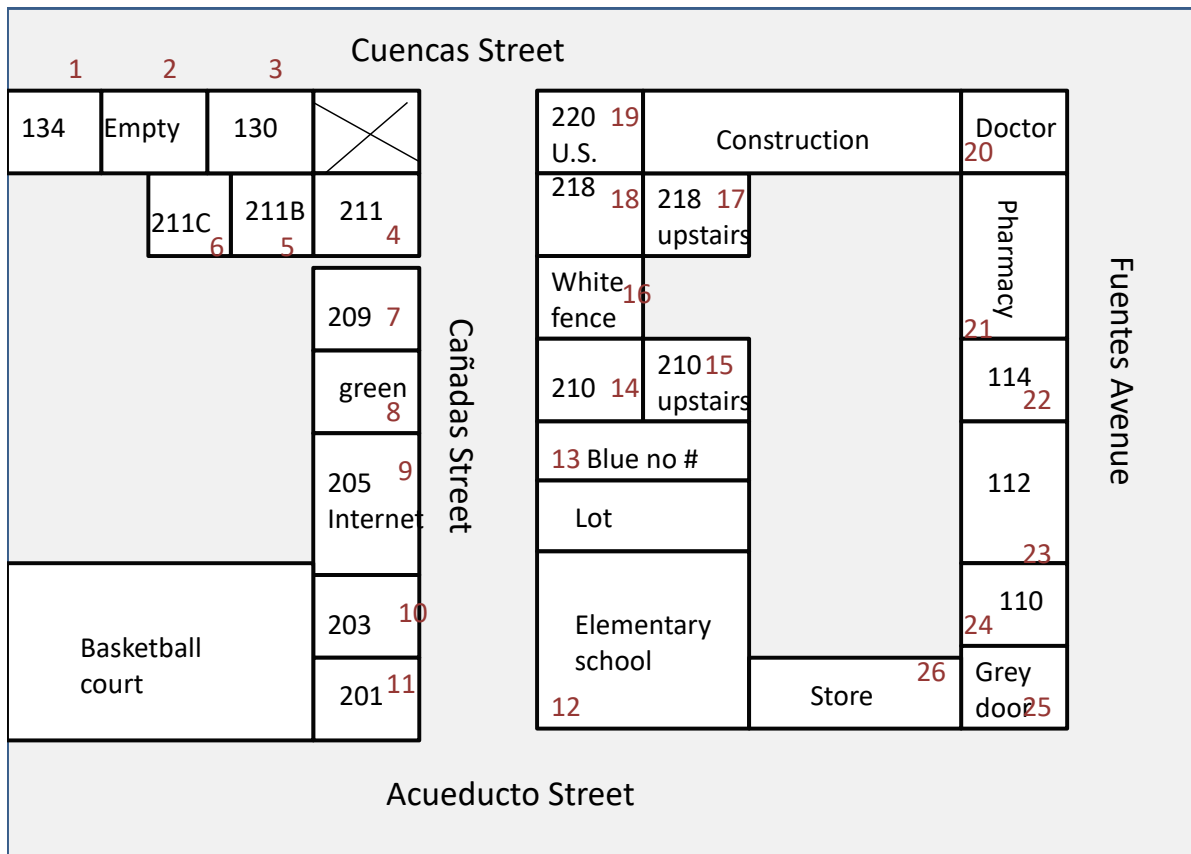 Cuencas Street
1 2 3
134 Empty 130
211C 6
211B 5
211 4
209 7
green 8
9
205
Internet
203 10
201 11
Basketball
court
Cañadas Street
220 19
U.S.
Construction
Doctor
20
218 18
218 17
upstairs
White 16
fence
210 14
210 15
upstairs
13 Blue no #
Lot
Elementary
school
12
Pharmacy
21
114
22
112
23
110
24
Grey
door 25
26
Store
Fuentes Avenue
Acueducto Street